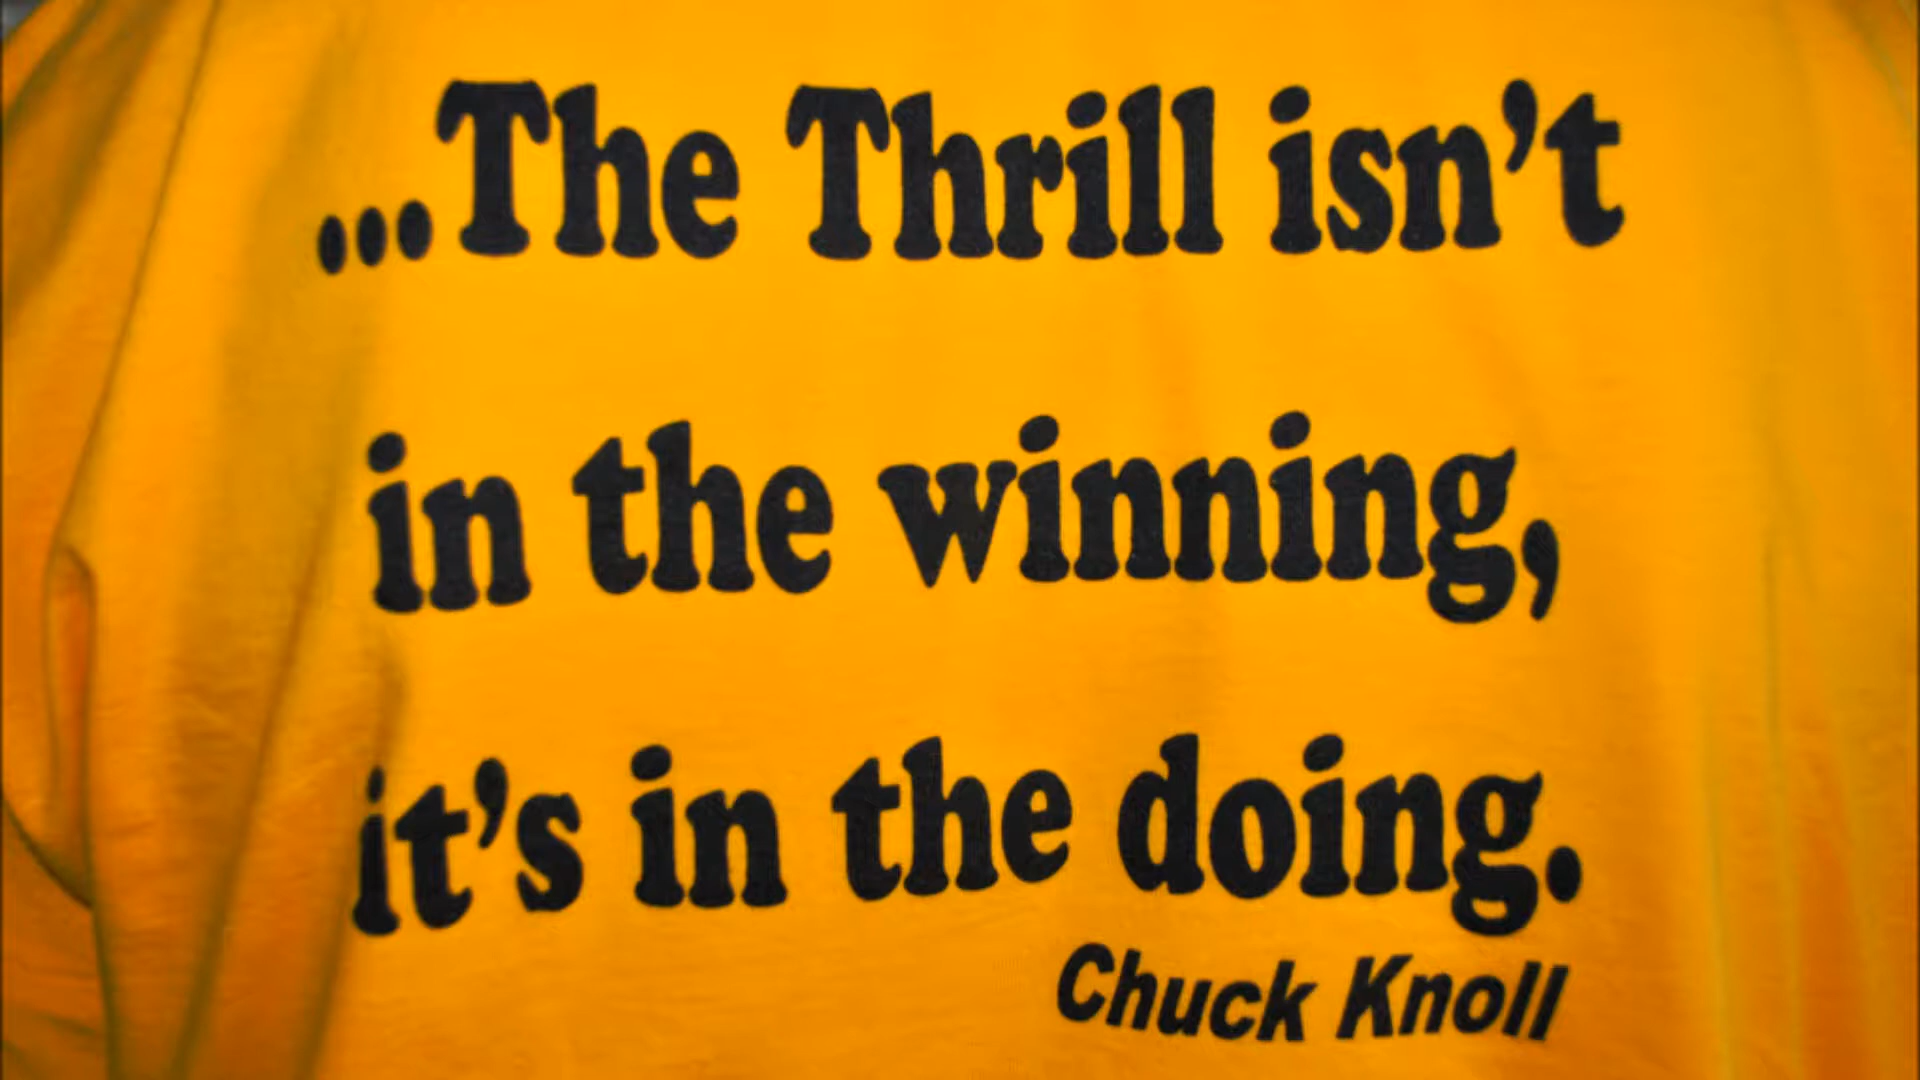 ...The Thrill isn't
in the winning,
it's in the doing.
Chuck Knoll